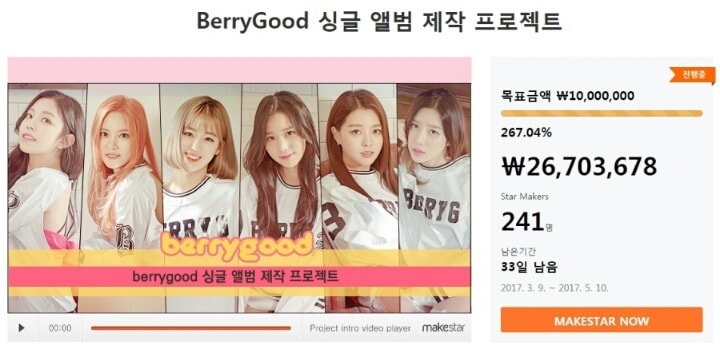 BerryGood 싱글 앨범 제작 프로젝트
BERRYG
berrygood
berrygood 싱글 앨범 제작 프로젝트
00:00
Project intro video player
makestar
진행중
목표금액 ₩10,000,000
267.04%
₩26,703,678
Star Makers
241명
남은기간
33일 남음
2017. 3. 9. ~ 2017. 5. 10.
MAKESTAR NOW